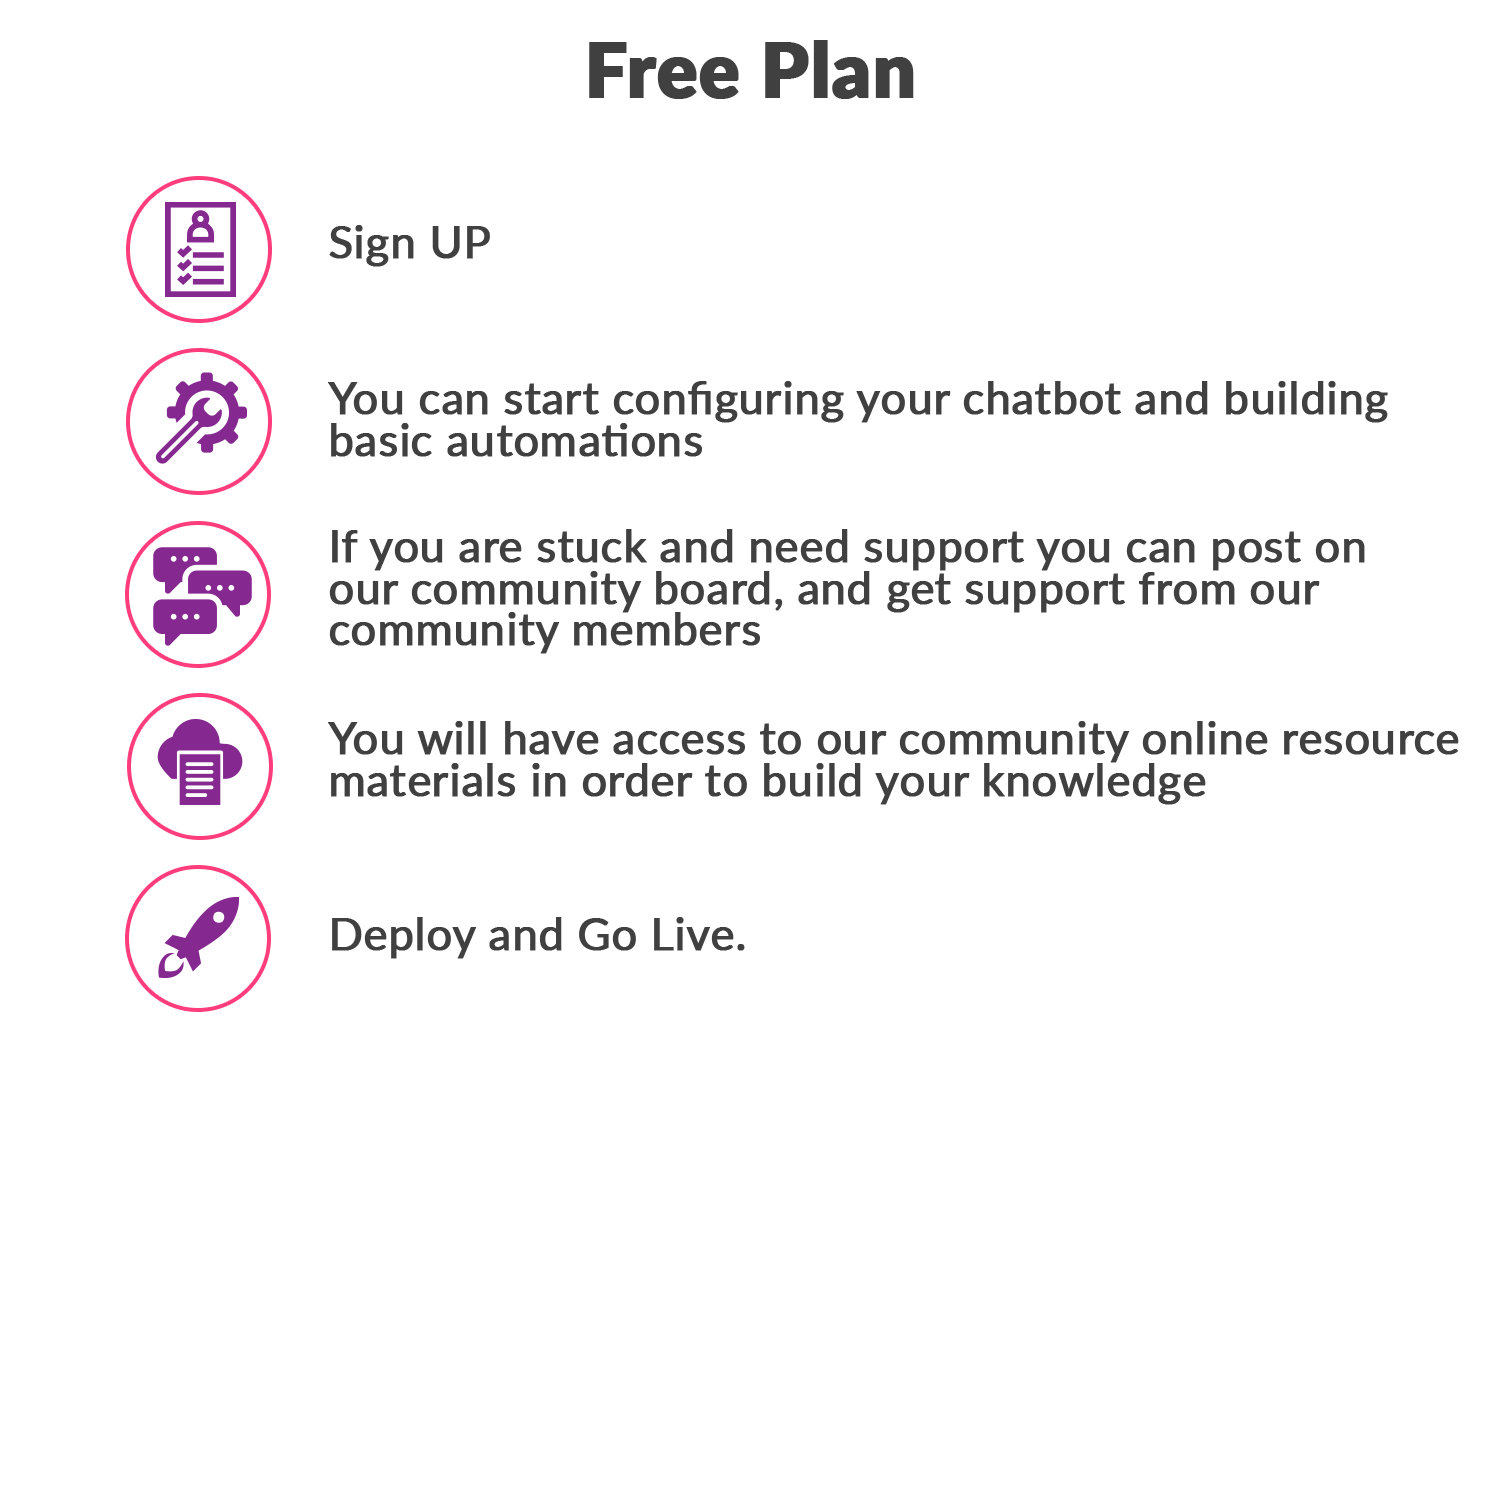 Free Plan
Sign UP
You can start configuring your chatbot and building
basic automations
If you are stuck and need support you can post on
our community board, and get support from our
community members
You will have access to our community online resource
materials in order to build your knowledge
Deploy and Go Live.